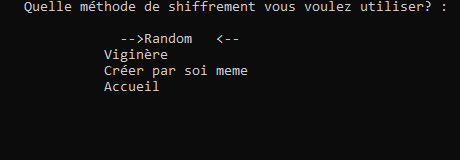 Quelle méthode de shiffrement vous voulez utiliser? :
-->Random <--
Viginère
Créer par soi meme
Accueil